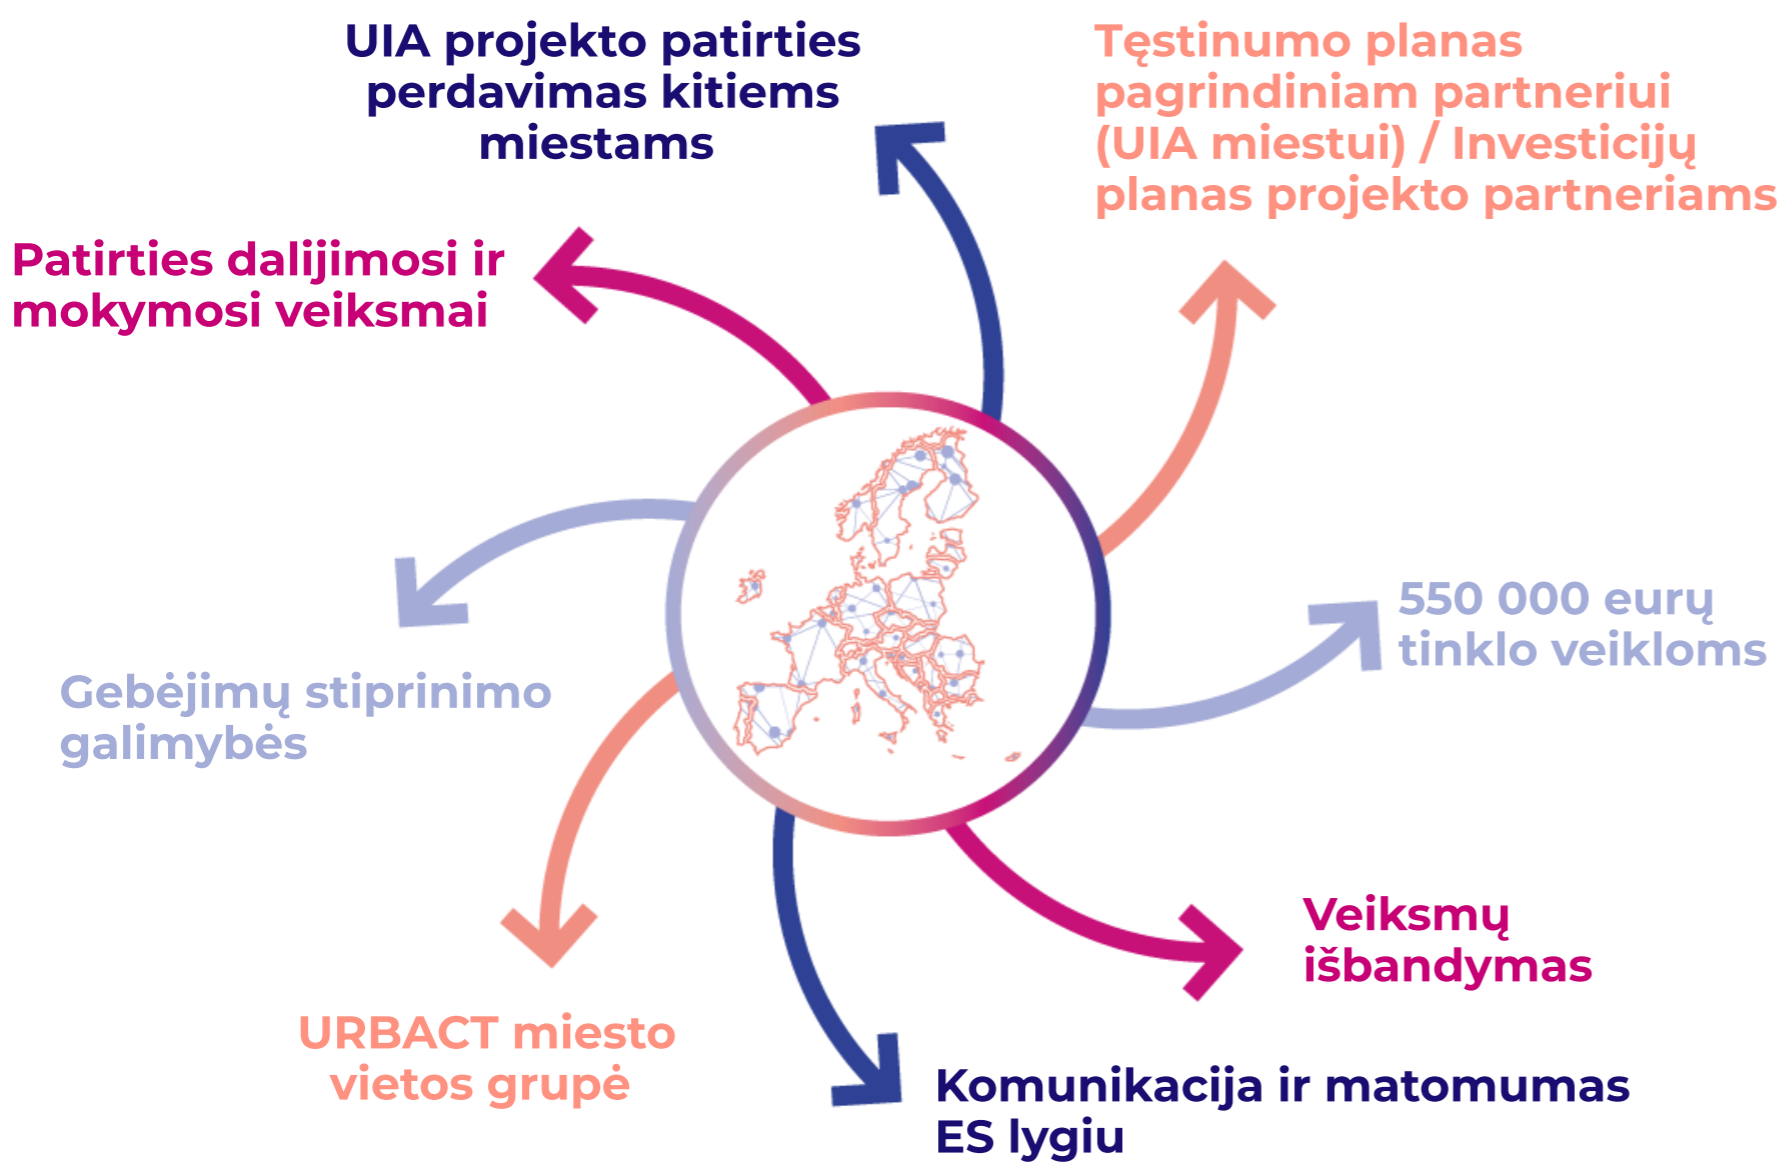 UIA projekto patirties
perdavimas kitiems
miestams
Tęstinumo planas
pagrindiniam partneriui
(UIA miestui) / Investicijų
planas projekto partneriams
Patirties dalijimosi ir
mokymosi veiksmai
550 000 eurų
tinklo veikloms
Gebėjimų stiprinimo
galimybės
Veiksmų
išbandymas
URBACT miesto
vietos grupė
Komunikacija ir matomumas
ES lygiu